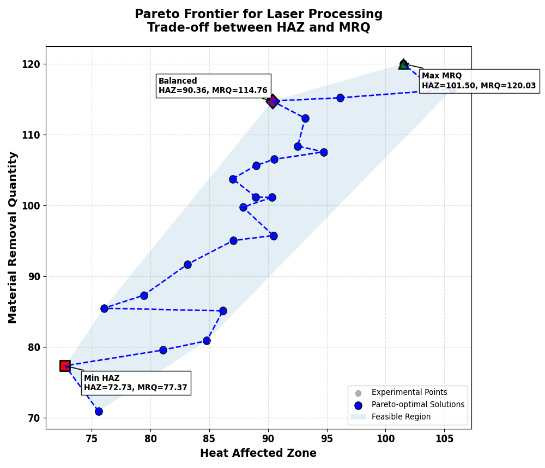 Pareto Frontier for Laser Processing
Trade-off between HAZ and MRQ
Balanced
HAZ=90.36, MRQ=114.76
Max MRQ
HAZ=101.50, MRQ=120.03
Min HAZ
HAZ=72.73, MRQ=77.37
Material Removal Quantity
120
110
100
90
80
70
75
80
85
90
95
100
105
Heat Affected Zone
Experimental Points
Pareto-optimal Solutions
Feasible Region